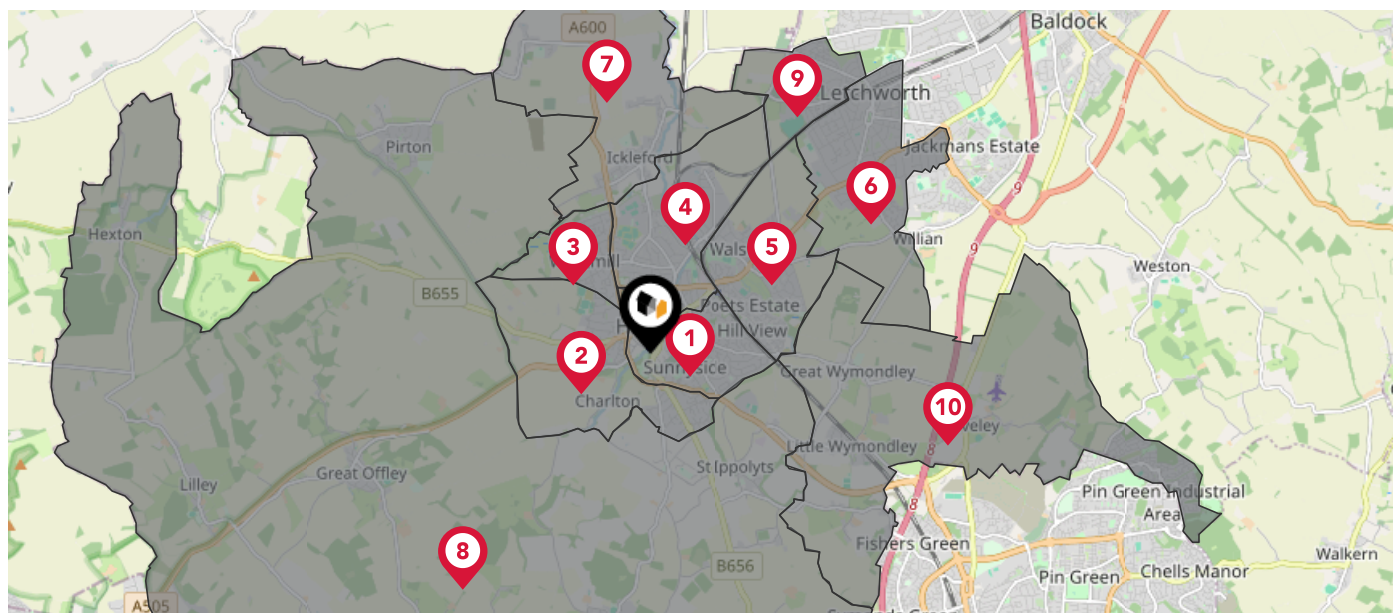 Baldock
A600
7
9
Letchworth
Pirton
Ickleford
Jackmans Estate
6
9
4
Hexton
3
5
Willian
9
Weston
B655
Poets Estate
1
Hill View
2
Sunnyside
Great Wymondley
Charlton
10
Little Wymondley
8
Great Offley
St Ippolyts
Lilley
Pin Green Industrial
Area
8
Fishers Green
8
B656
Walkern
Pin Green
Chells Manor
A505